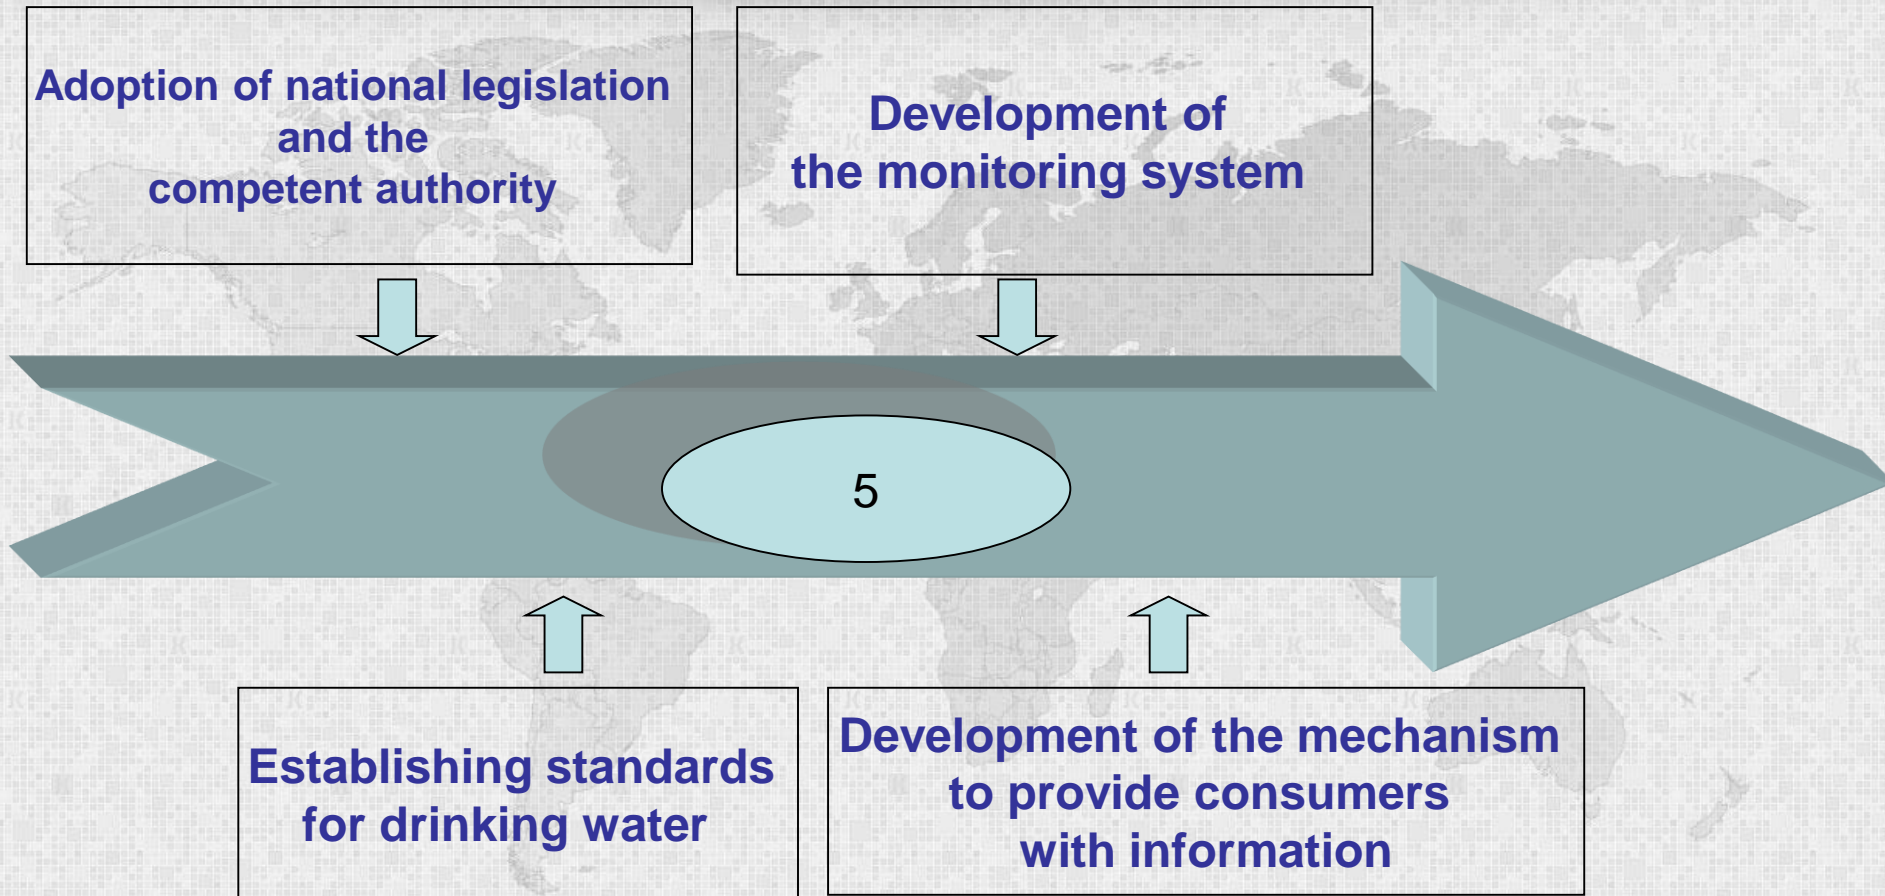 Adoption of national legislation
and the
competent authority
Development of
the monitoring system
5
Establishing standards
for drinking water
Development of the mechanism
to provide consumers
with information